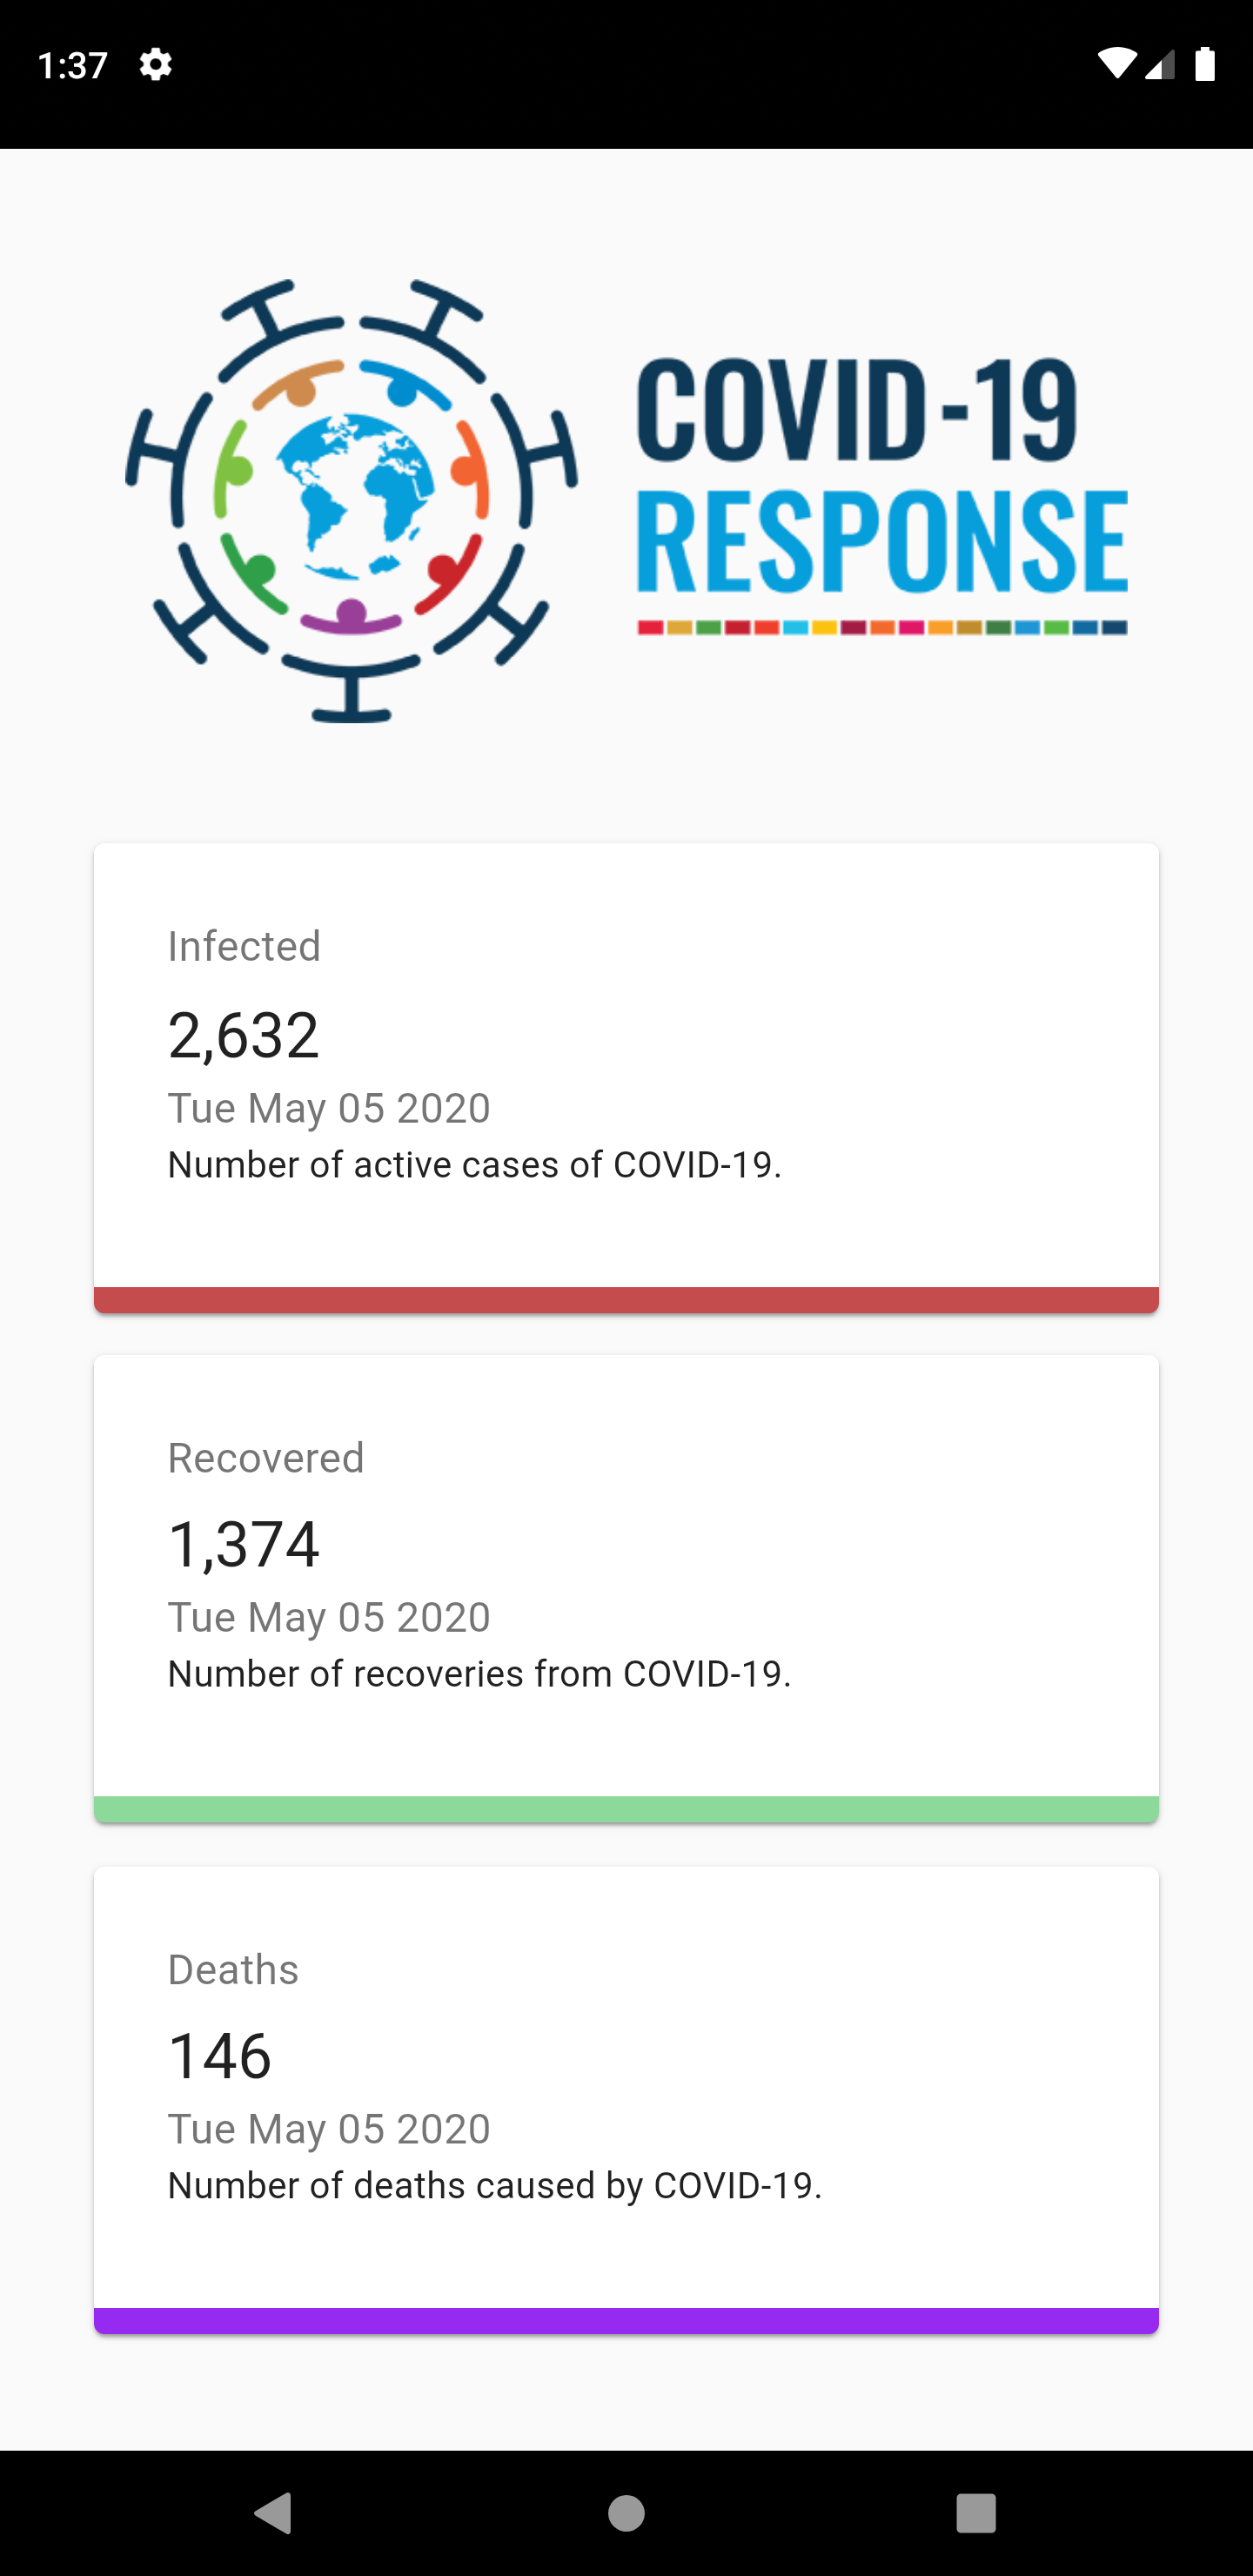 1:37
COVID-19
RESPONSE
Infected
2,632
Tue May 05 2020
Number of active cases of COVID-19.
Recovered
1,374
Tue May 05 2020
Number of recoveries from COVID-19.
Deaths
146
Tue May 05 2020
Number of deaths caused by COVID-19.